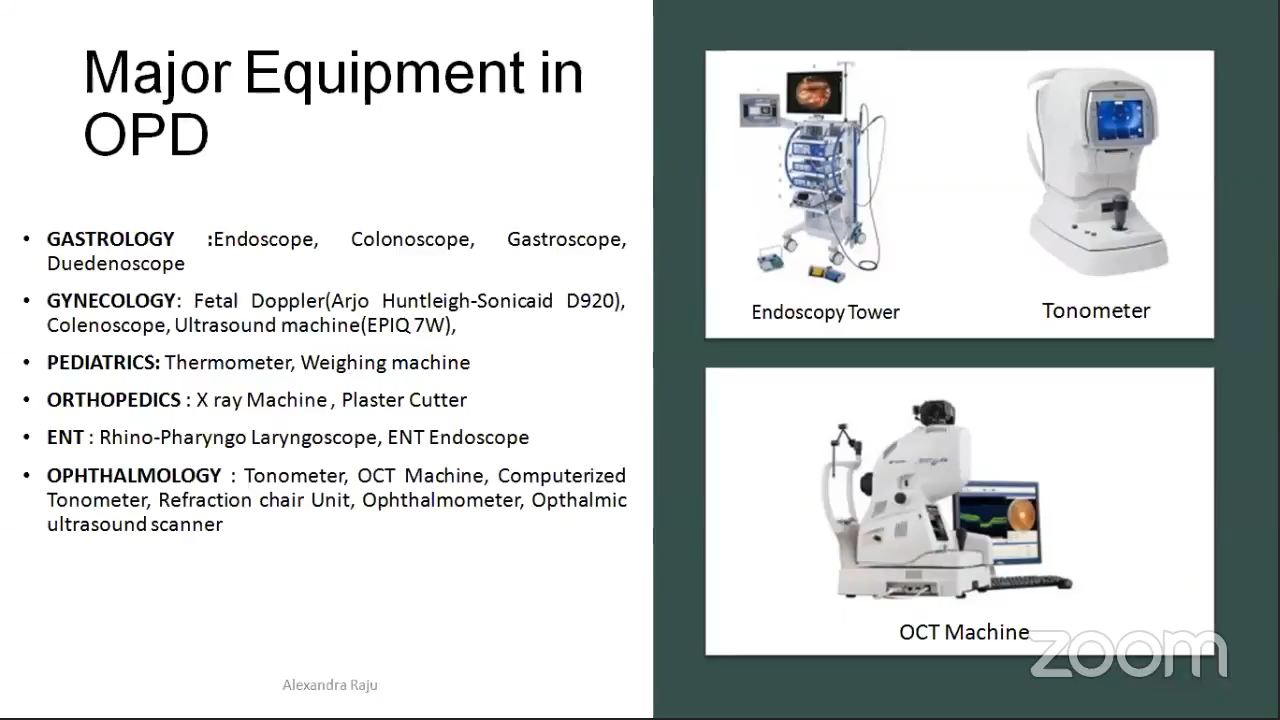 Major Equipment in
OPD
• GASTROLOGY :Endoscope, Colonoscope, Gastroscope,
Duedenoscope
• GYNECOLOGY: Fetal Doppler(Arjo Huntleigh-Sonicaid D920),
Colenoscope, Ultrasound machine(EPIQ 7W),
• PEDIATRICS: Thermometer, Weighing machine
• ORTHOPEDICS : X ray Machine , Plaster Cutter
• ENT : Rhino-Pharyngo Laryngoscope, ENT Endoscope
• OPHTHALMOLOGY : Tonometer, OCT Machine, Computerized
Tonometer, Refraction chair Unit, Ophthalmometer, Opthalmic
ultrasound scanner
Alexandra Raju
Endoscopy Tower
Tonometer
OCT Machine
zoom